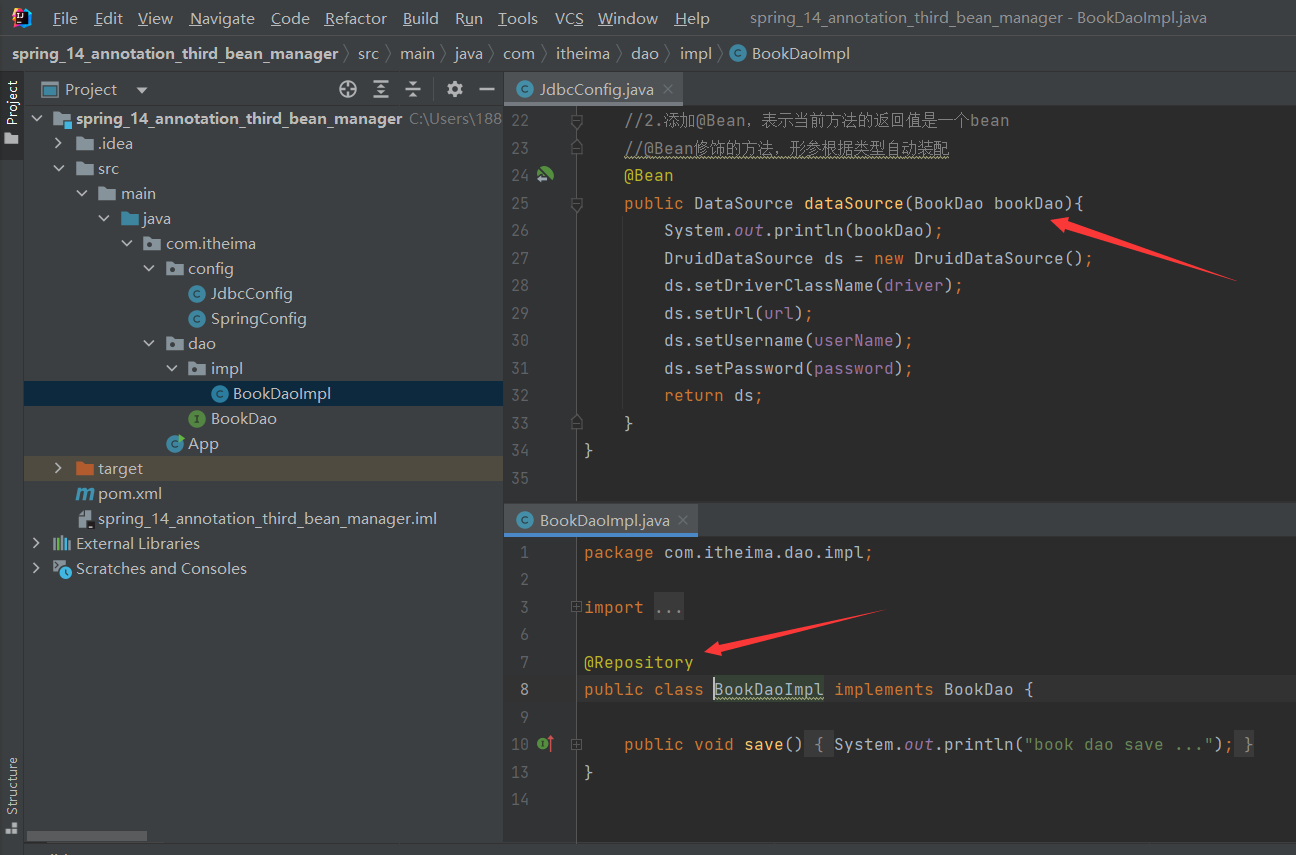 File Edit View Navigate Code Refactor Build Run Tools VCS Window Help spring_14_annotation_third_bean_manager - BookDaoImpl.java
spring_14_annotation_third_bean_manager src main java com itheima dao impl BookDaoImpl
Project
Project
spring_14_annotation_third_bean_manager C:\Users\188
.idea
src
main
java
com.itheima
config
JdbcConfig
SpringConfig
dao
impl
BookDaoImpl
BookDao
App
target
pom.xml
spring_14_annotation_third_bean_manager.iml
External Libraries
Scratches and Consoles
Structure
JdbcConfig.java
22 //2.添加@Bean，表示当前方法的返回值是一个bean
23 //@Bean修饰的方法，形参根据类型自动装配
24 @Bean
25 public DataSource dataSource(BookDao bookDao){
26 System.out.println(bookDao);
27 DruidDataSource ds = new DruidDataSource();
28 ds.setDriverClassName(driver);
29 ds.setUrl(url);
30 ds.setUsername(userName);
31 ds.setPassword(password);
32 return ds;
33 }
34 }
35
BookDaoImpl.java
1 package com.itheima.dao.impl;
2
3 import ...
6
7 @Repository
8 public class BookDaoImpl implements BookDao {
9
10 public void save() { System.out.println("book dao save ..."); }
13 }
14